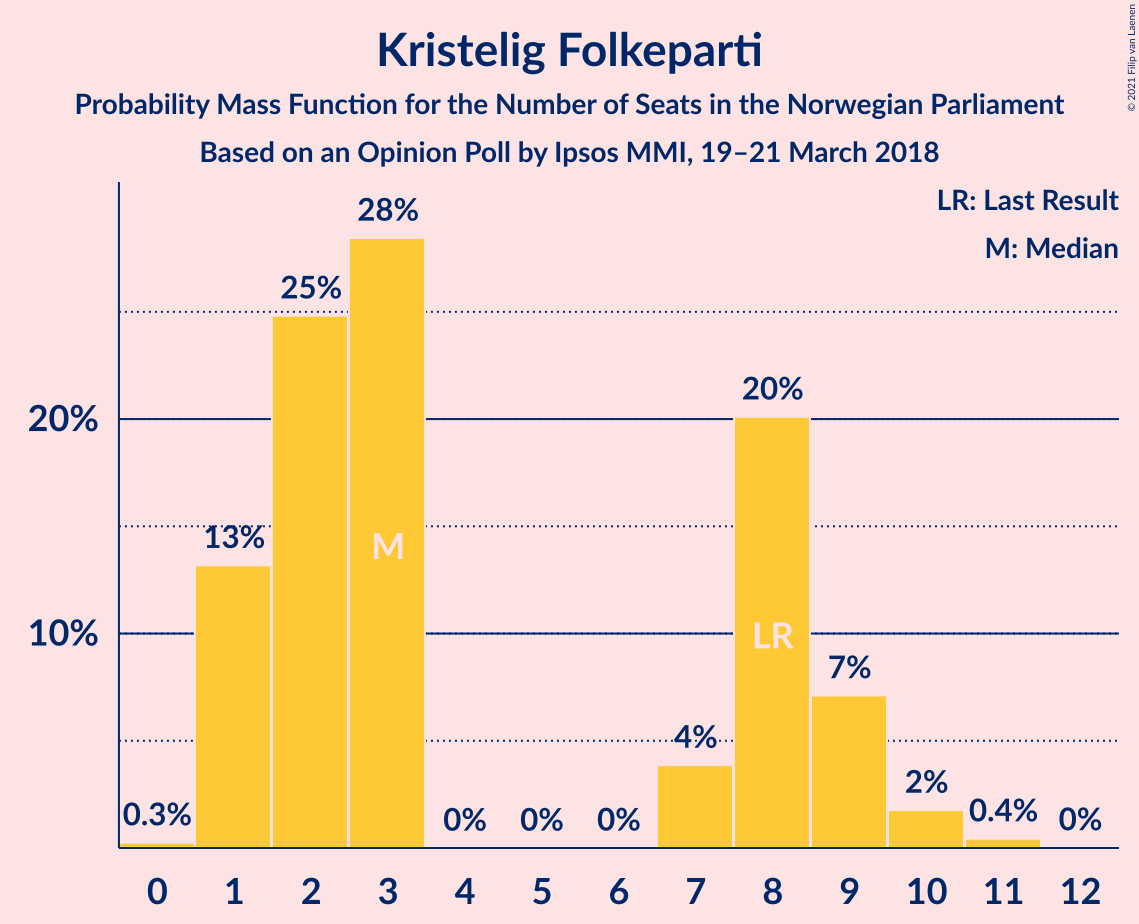 Kristelig Folkeparti
Probability Mass Function for the Number of Seats in the Norwegian Parliament
Based on an Opinion Poll by Ipsos MMI, 19–21 March 2018
© 2021 Filip van Laenen
LR: Last Result
M: Median
28%
25%
20%
20%
13%
M
10%
LR
7%
4%
2%
0.3%
0%
0%
0%
0.4%
0%
0 1 2 3 4 5 6 7 8 9 10 11 12